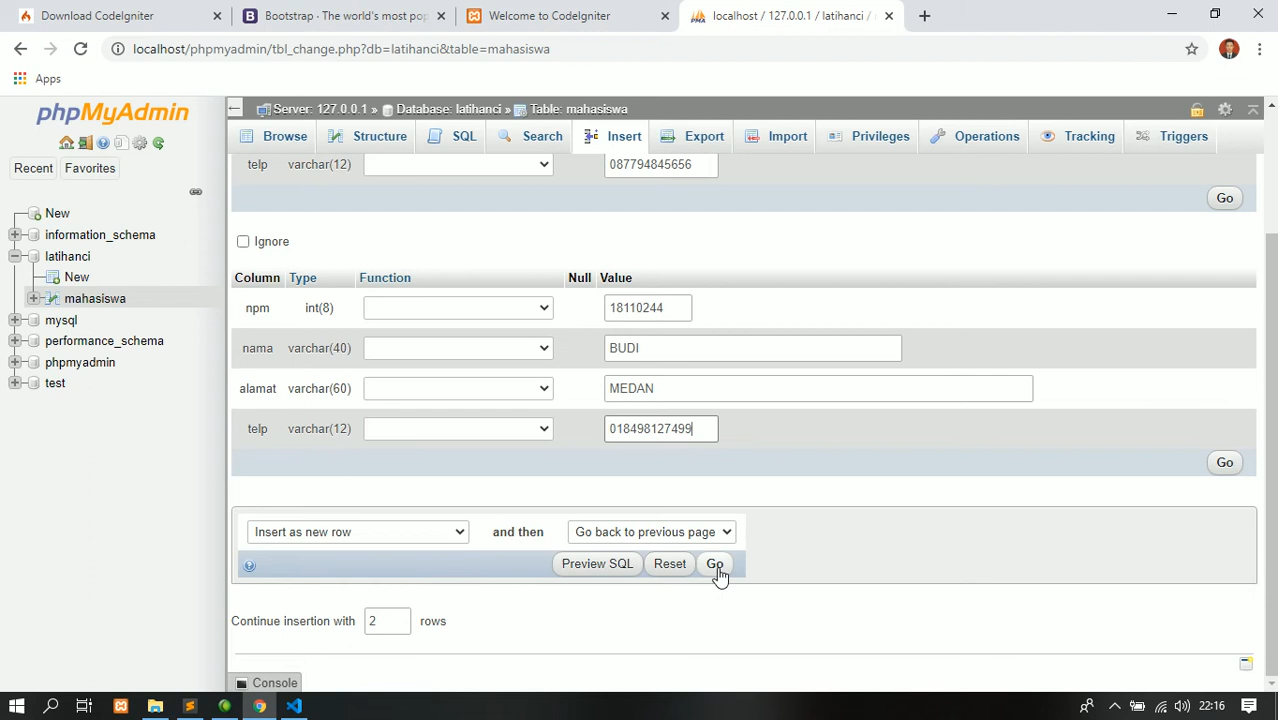 Download CodeIgniter
Bootstrap · The world's most pop
Welcome to CodeIgniter
localhost / 127.0.0.1 / latihanci /
localhost/phpmyadmin/tbl_change.php?db=latihanci&table=mahasiswa
Apps
phpMyAdmin
Server: 127.0.0.1 » Database: latihanci » Table: mahasiswa
Browse Structure SQL Search Insert Export Import Privileges Operations Tracking Triggers
Recent Favorites
New
information_schema
latihanci
New
mahasiswa
mysql
performance_schema
phpmyadmin
test
telp varchar(12) 087794845656
Go
Ignore
Column Type Function Null Value
npm int(8) 18110244
nama varchar(40) BUDI
alamat varchar(60) MEDAN
telp varchar(12) 018498127499
Go
Insert as new row and then Go back to previous page
Preview SQL Reset Go
Continue insertion with 2 rows
Console
22:16